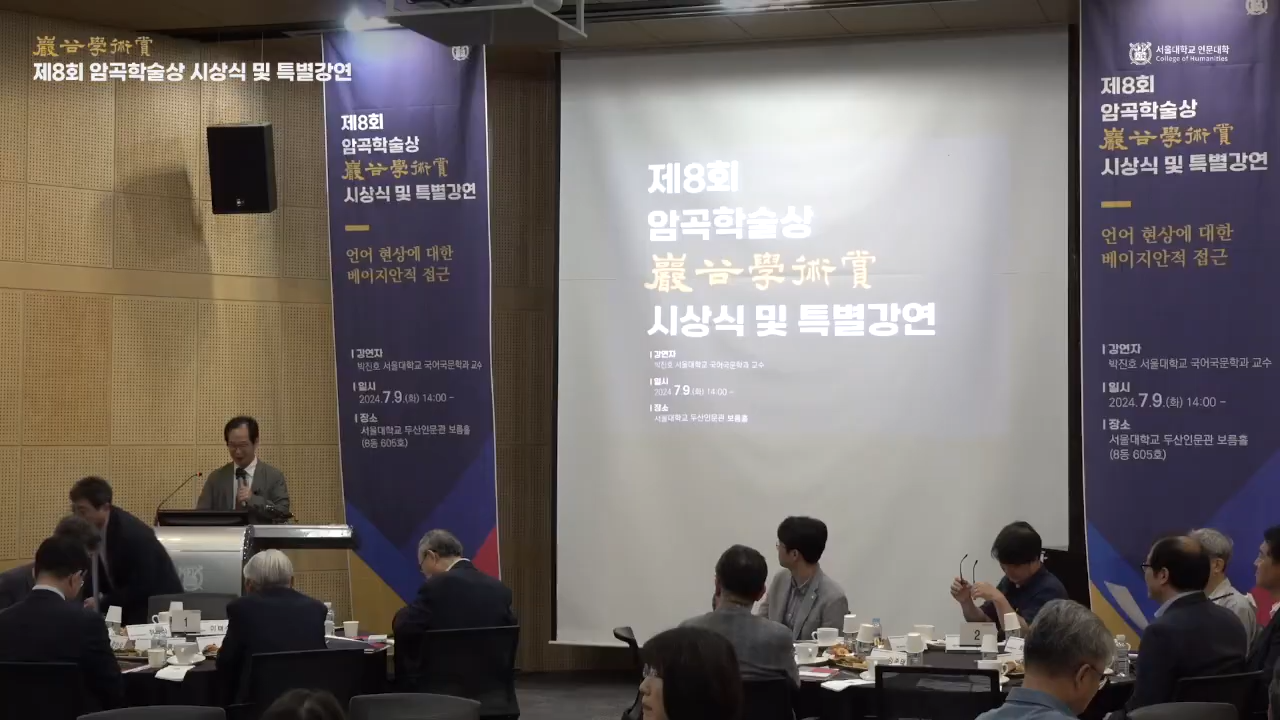 巖谷學術賞
제8회 암곡학술상 시상식 및 특별강연
제8회
암곡학술상
巖谷學術賞
시상식 및 특별강연
언어 현상에 대한
베이지안적 접근
강연자
박진호 서울대학교 국어국문학과 교수
일시
2024.7.9.(화) 14:00 ~
장소
서울대학교 두산인문관 보름홀
(8동 605호)
제8회
암곡학술상
巖谷學術賞
시상식 및 특별강연
강연자
박진호 서울대학교 국어국문학과 교수
일시
2024.7.9.(화) 14:00 ~
장소
서울대학교 두산인문관 보름홀
서울대학교 인문대학
College of Humanities
제8회
암곡학술상
巖谷學術賞
시상식 및 특별강연
언어 현상에 대한
베이지안적 접근
강연자
박진호 서울대학교 국어국문학과 교수
일시
2024.7.9.(화) 14:00 ~
장소
서울대학교 두산인문관 보름홀
(8동 605호)
1
2